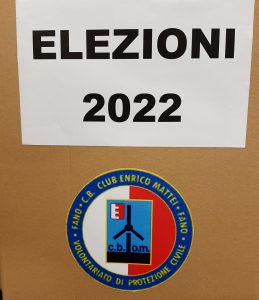 ELEZIONI
2022
FANO · C.B. CLUB ENRICO MATTEI · FANO
VOLONTARIATO DI PROTEZIONE CIVILE
c.b. o.m.